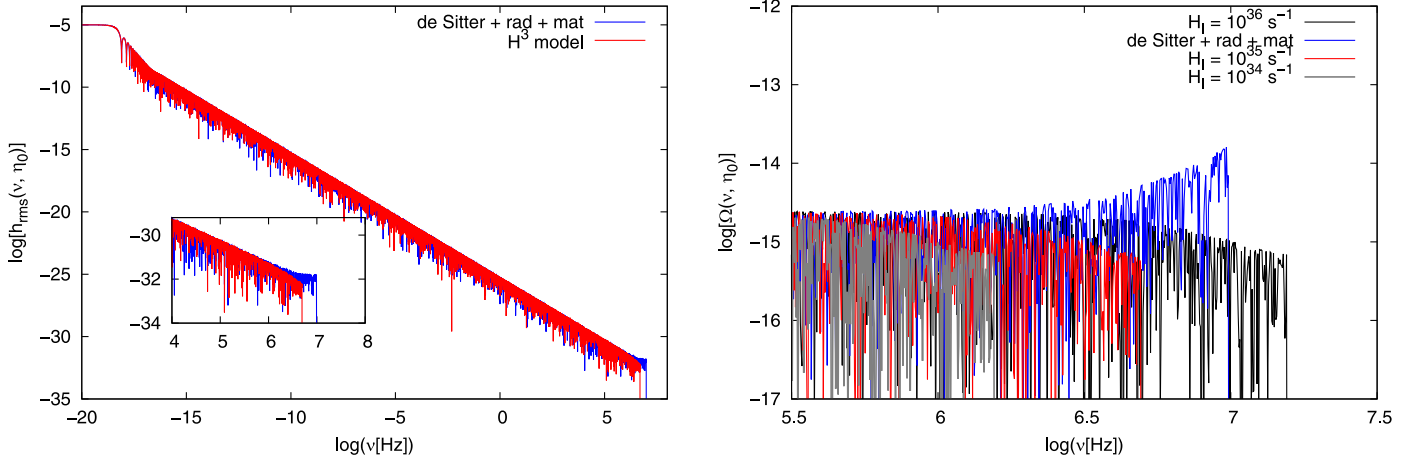 de Sitter + rad + mat
H³ model
log[h_rms(ν, η₀)]
−5
−10
−15
−20
−25
−30
−35
−20 −15 −10 −5 0 5
log(ν[Hz])
−30
−32
−34
4 5 6 7 8
H_I = 10³⁶ s⁻¹
de Sitter + rad + mat
H_I = 10³⁵ s⁻¹
H_I = 10³⁴ s⁻¹
log[Ω(ν, η₀)]
−12
−13
−14
−15
−16
−17
5.5 6 6.5 7 7.5
log(ν[Hz])